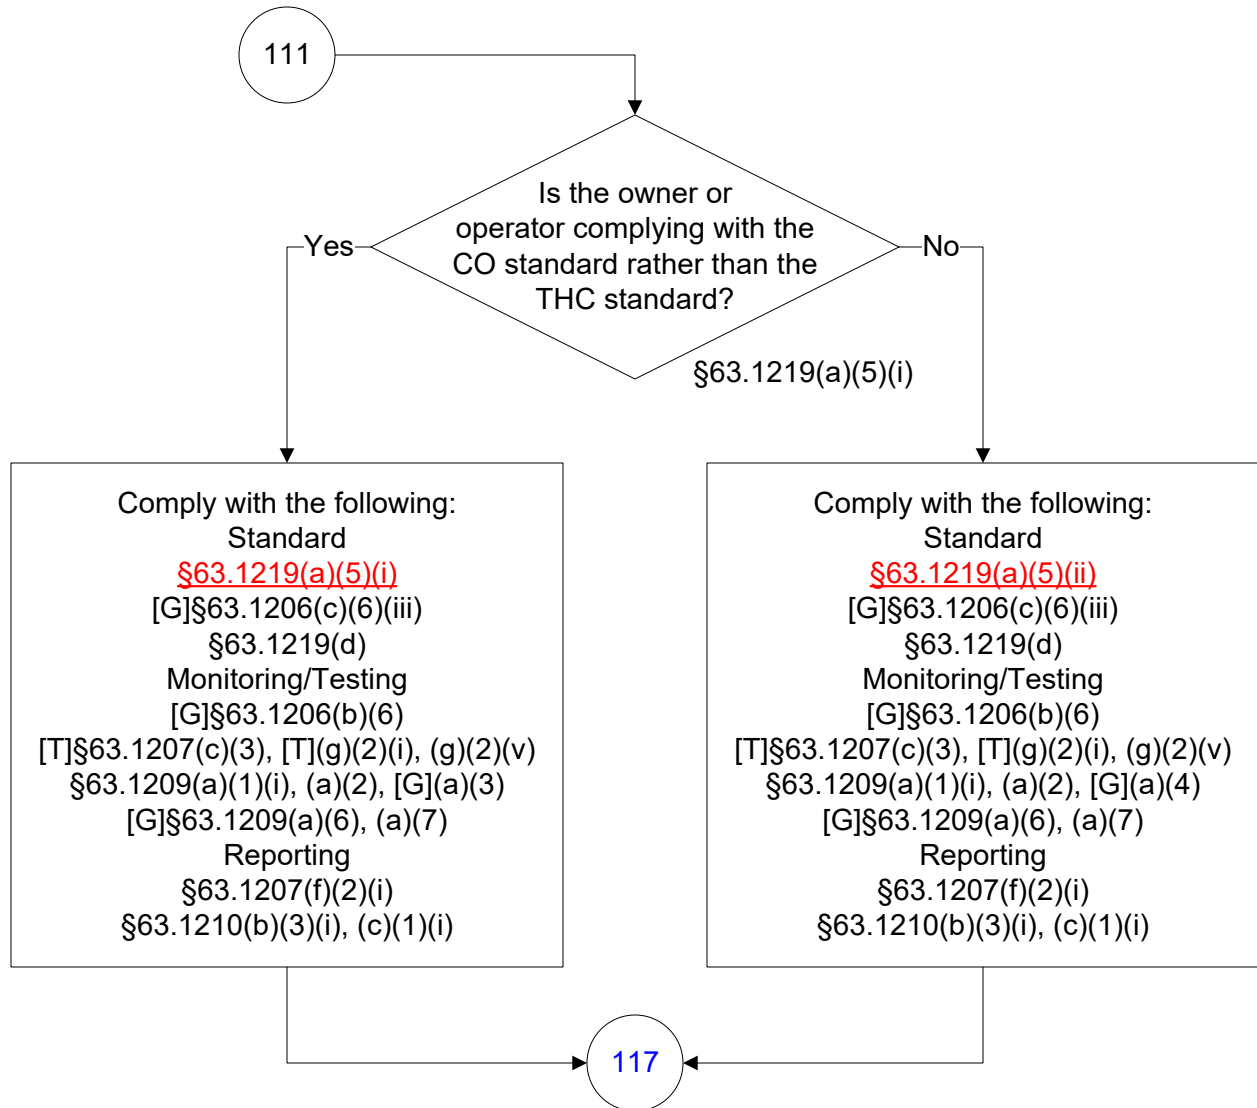 111
Is the owner or
operator complying with the
CO standard rather than the
THC standard?
Yes
No
§63.1219(a)(5)(i)
Comply with the following:
Standard
§63.1219(a)(5)(i)
[G]§63.1206(c)(6)(iii)
§63.1219(d)
Monitoring/Testing
[G]§63.1206(b)(6)
[T]§63.1207(c)(3), [T](g)(2)(i), (g)(2)(v)
§63.1209(a)(1)(i), (a)(2), [G](a)(3)
[G]§63.1209(a)(6), (a)(7)
Reporting
§63.1207(f)(2)(i)
§63.1210(b)(3)(i), (c)(1)(i)
Comply with the following:
Standard
§63.1219(a)(5)(ii)
[G]§63.1206(c)(6)(iii)
§63.1219(d)
Monitoring/Testing
[G]§63.1206(b)(6)
[T]§63.1207(c)(3), [T](g)(2)(i), (g)(2)(v)
§63.1209(a)(1)(i), (a)(2), [G](a)(4)
[G]§63.1209(a)(6), (a)(7)
Reporting
§63.1207(f)(2)(i)
§63.1210(b)(3)(i), (c)(1)(i)
117